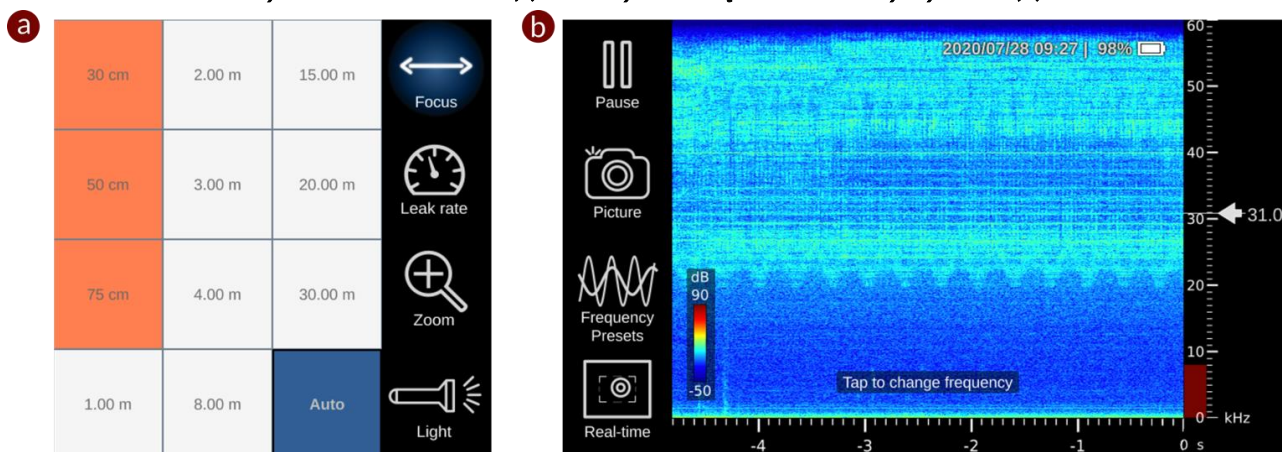 a
30 cm
2.00 m
15.00 m
Focus
50 cm
3.00 m
20.00 m
Leak rate
75 cm
4.00 m
30.00 m
Zoom
1.00 m
8.00 m
Auto
Light
b
Pause
Picture
Frequency
Presets
Real-time
2020/07/28 09:27 | 98%
dB
90
-50
Tap to change frequency
60
50
40
30
31.0
20
10
0 kHz
-4 -3 -2 -1 0 s